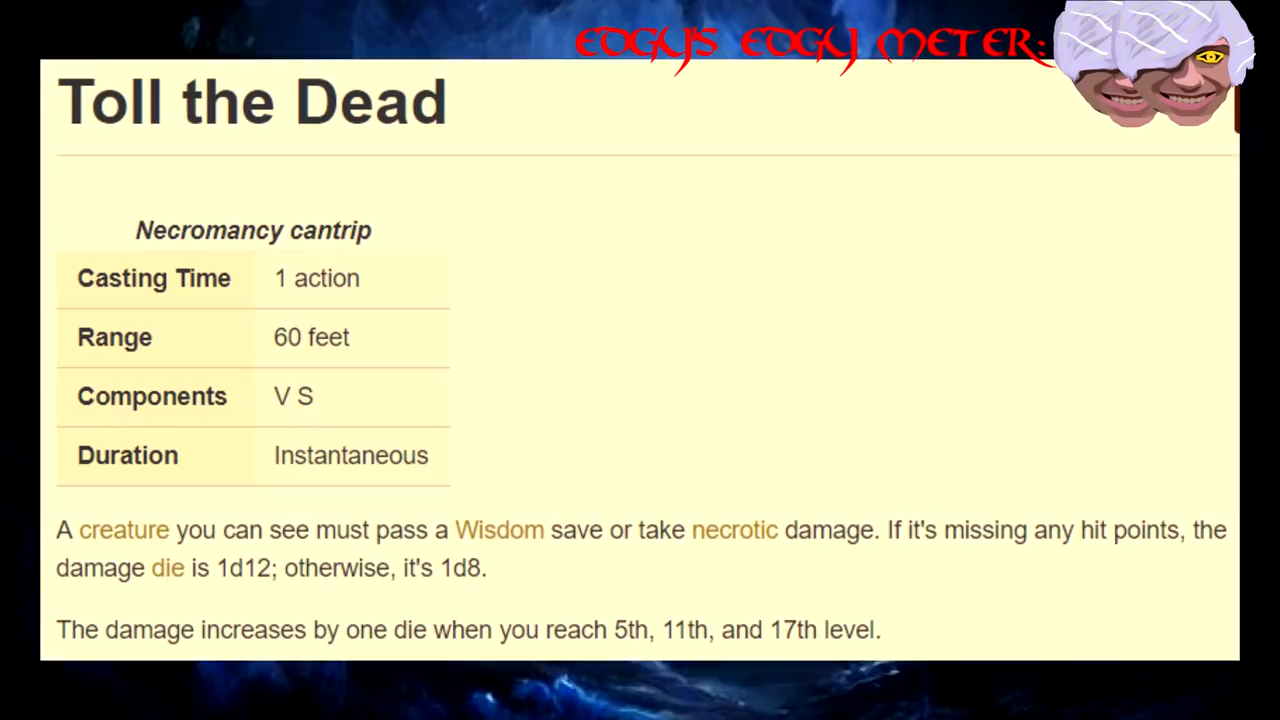 EDGY'S EDGY METER:
Toll the Dead
Necromancy cantrip
Casting Time 1 action
Range 60 feet
Components V S
Duration Instantaneous
A creature you can see must pass a Wisdom save or take necrotic damage. If it's missing any hit points, the
damage die is 1d12; otherwise, it's 1d8.
The damage increases by one die when you reach 5th, 11th, and 17th level.